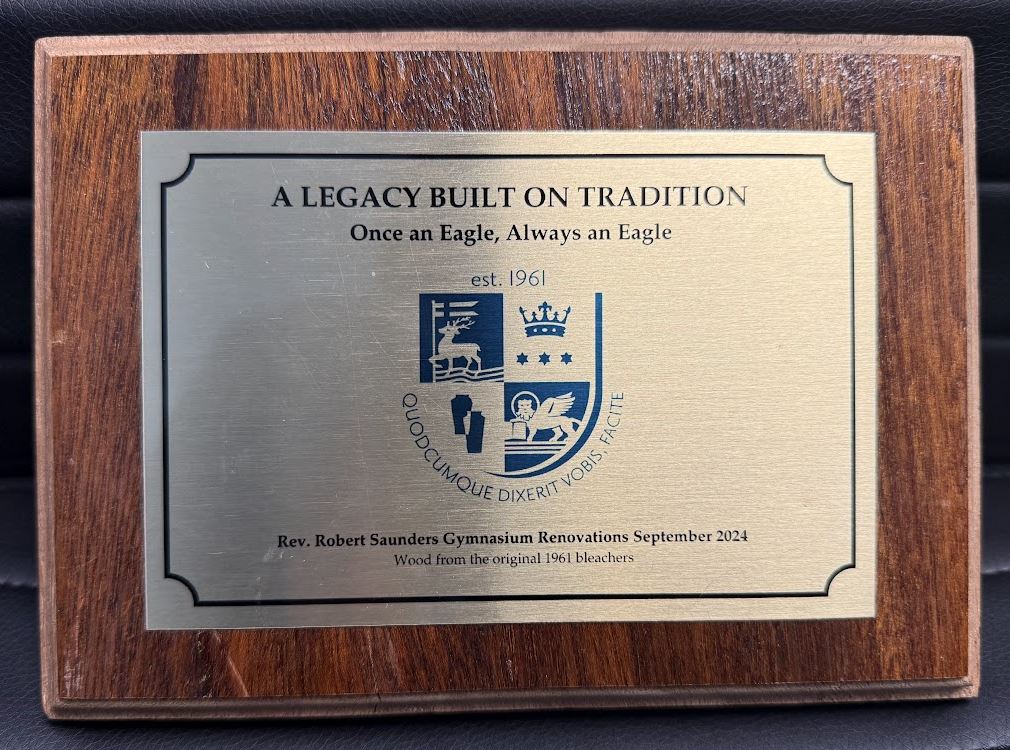 A LEGACY BUILT ON TRADITION
Once an Eagle, Always an Eagle
est. 1961
QUODCUMQUE DIXERIT VOBIS, FACITE
Rev. Robert Saunders Gymnasium Renovations September 2024
Wood from the original 1961 bleachers